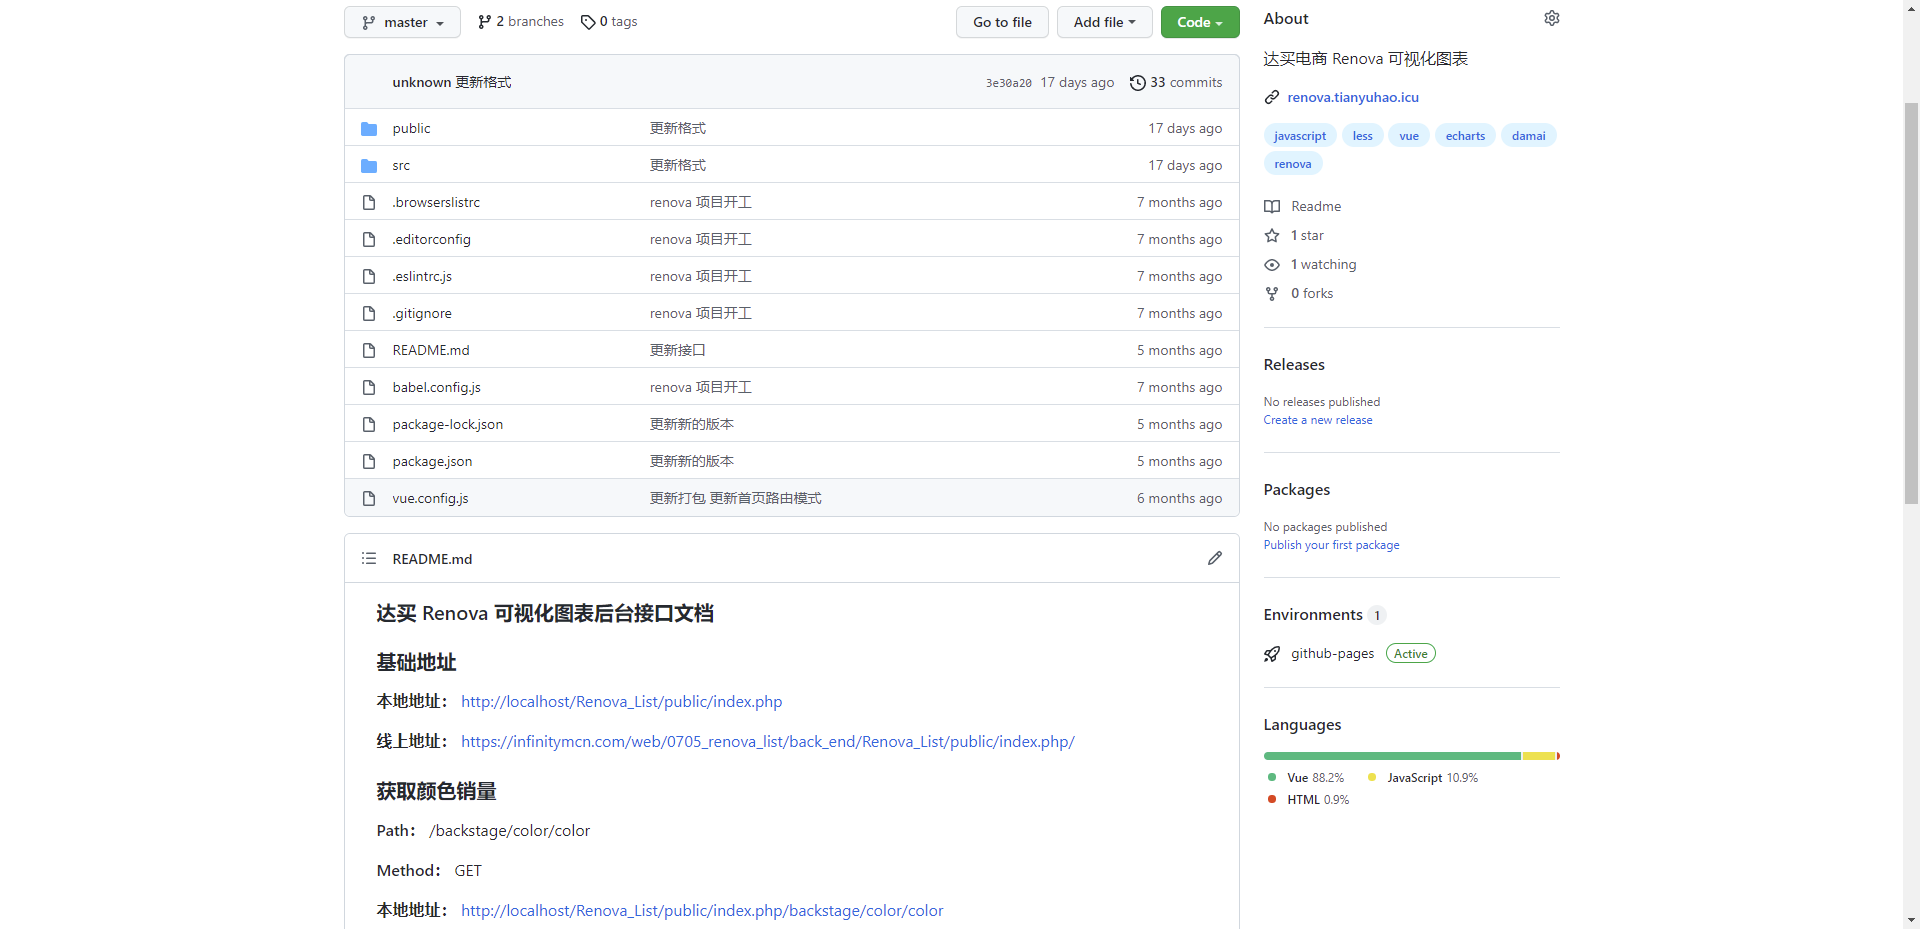 master
2 branches
0 tags
Go to file
Add file
Code
unknown 更新格式
3e30a20 17 days ago
33 commits
public 更新格式 17 days ago
src 更新格式 17 days ago
.browserslistrc renova 项目开工 7 months ago
.editorconfig renova 项目开工 7 months ago
.eslintrc.js renova 项目开工 7 months ago
.gitignore renova 项目开工 7 months ago
README.md 更新接口 5 months ago
babel.config.js renova 项目开工 7 months ago
package-lock.json 更新新的版本 5 months ago
package.json 更新新的版本 5 months ago
vue.config.js 更新打包 更新首页路由模式 6 months ago
README.md
达买 Renova 可视化图表后台接口文档
基础地址
本地地址： http://localhost/Renova_List/public/index.php
线上地址： https://infinitymcn.com/web/0705_renova_list/back_end/Renova_List/public/index.php/
获取颜色销量
Path： /backstage/color/color
Method： GET
本地地址： http://localhost/Renova_List/public/index.php/backstage/color/color
About
达买电商 Renova 可视化图表
renova.tianyuhao.icu
javascript less vue echarts damai
renova
Readme
1 star
1 watching
0 forks
Releases
No releases published
Create a new release
Packages
No packages published
Publish your first package
Environments 1
github-pages Active
Languages
Vue 88.2% JavaScript 10.9%
HTML 0.9%